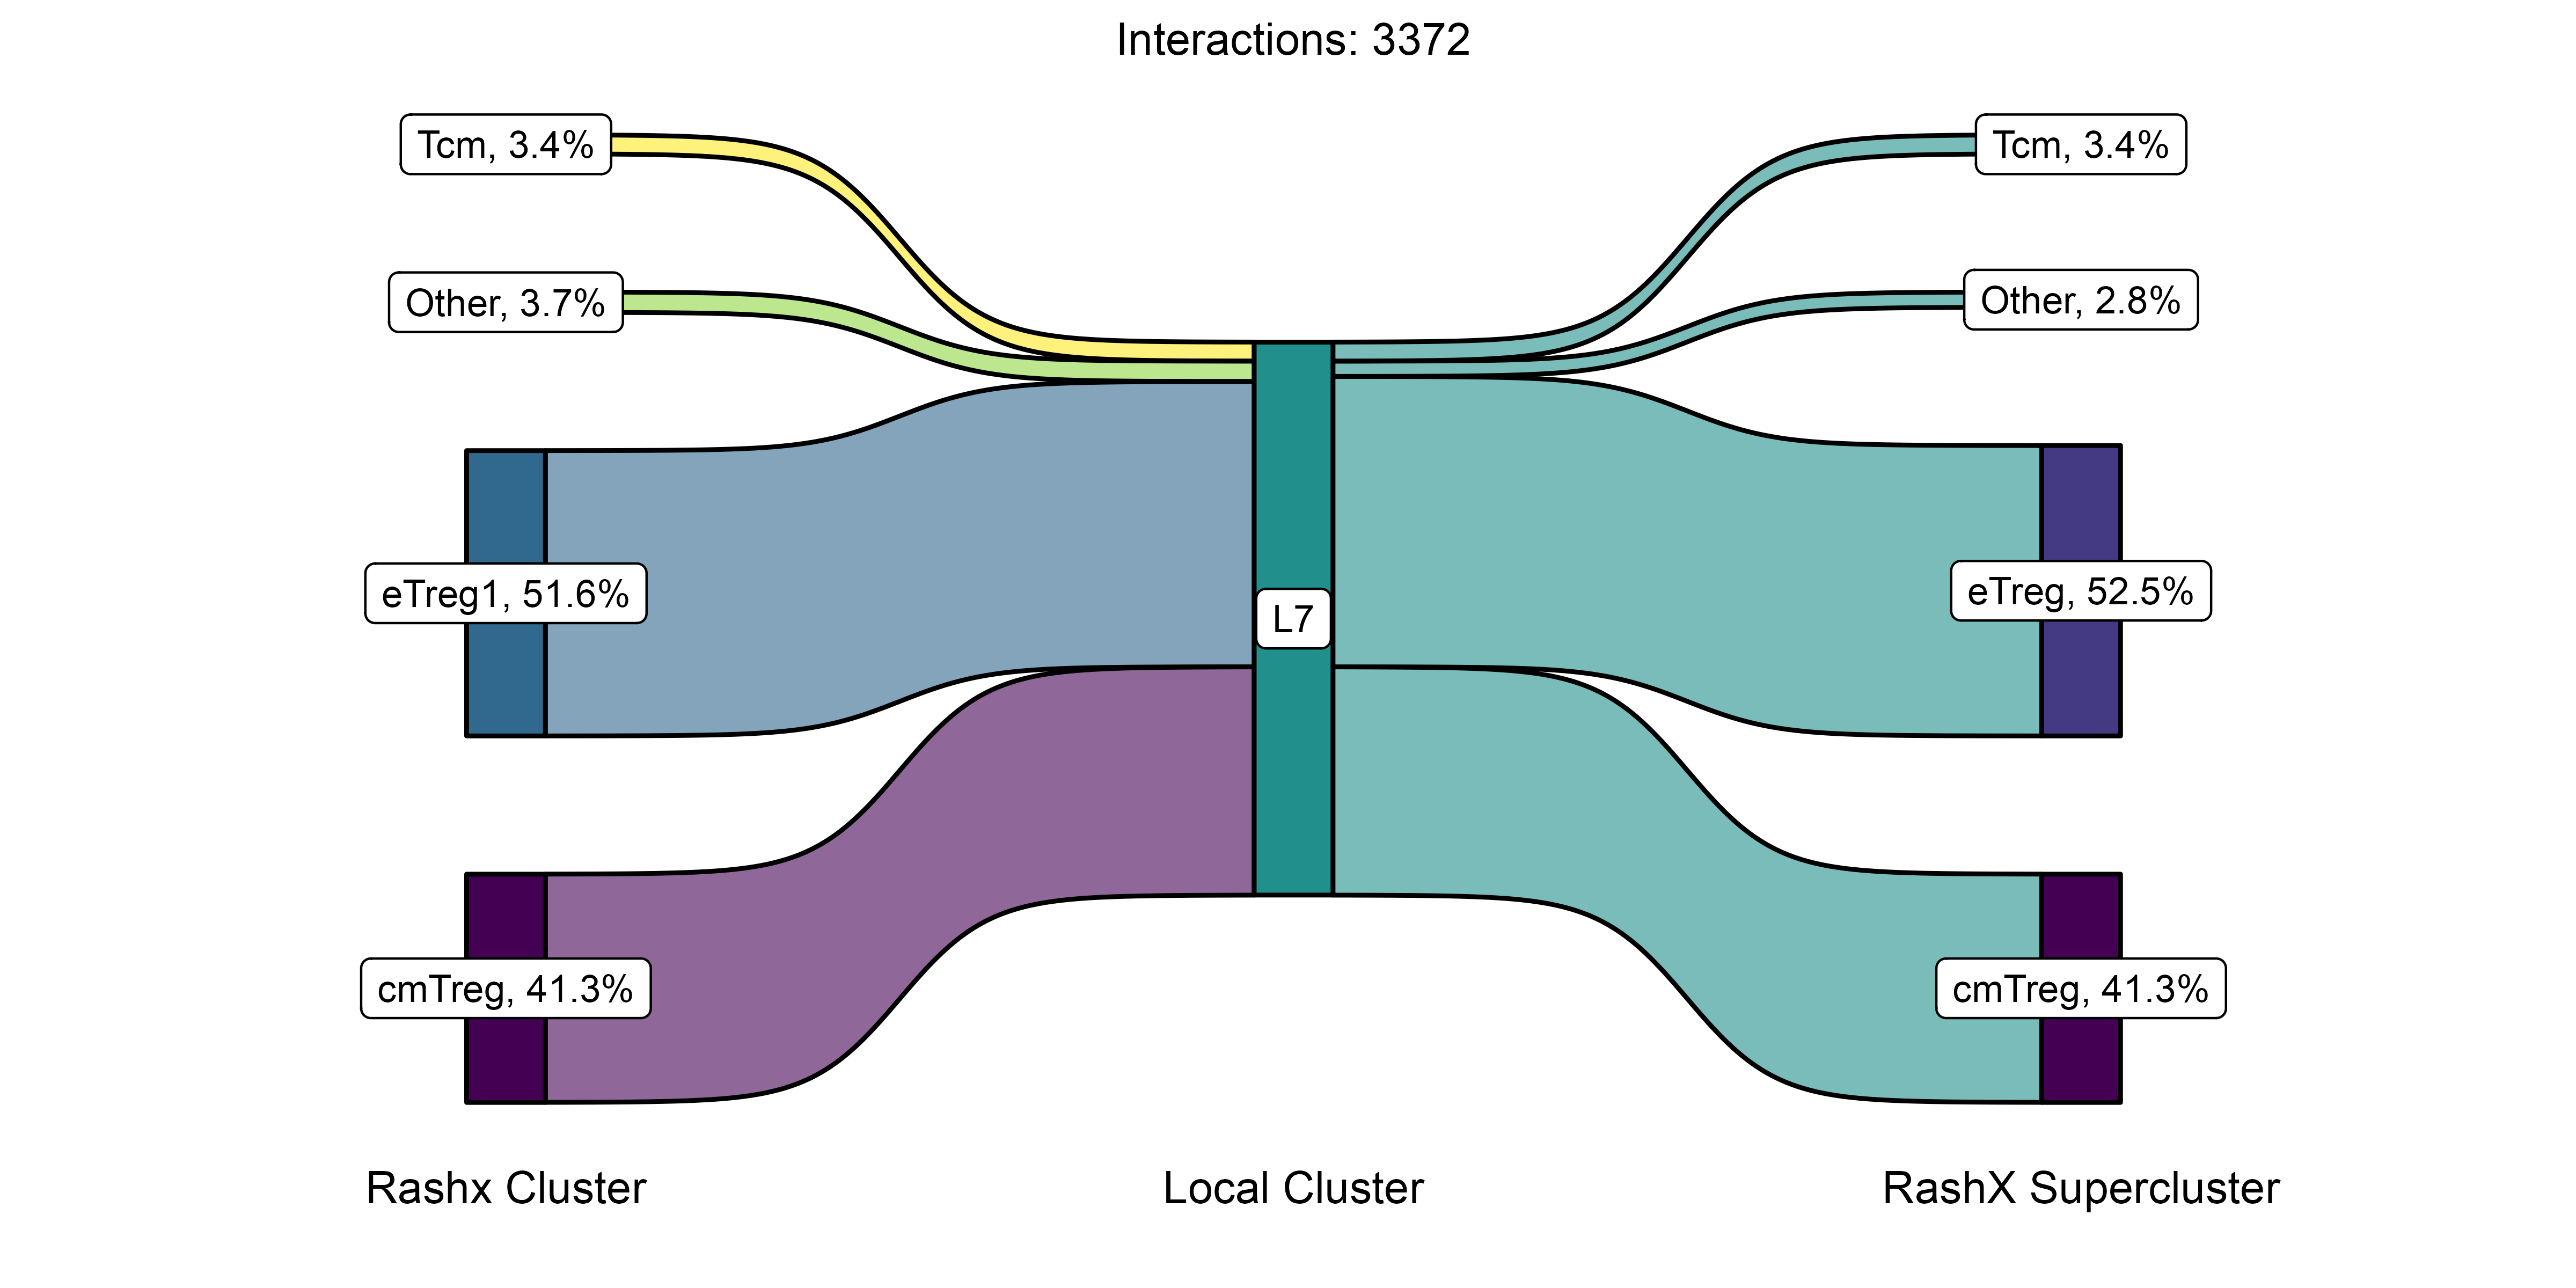 Interactions: 3372
Tcm, 3.4%
Tcm, 3.4%
Other, 3.7%
Other, 2.8%
eTreg1, 51.6%
L7
eTreg, 52.5%
cmTreg, 41.3%
cmTreg, 41.3%
Rashx Cluster
Local Cluster
RashX Supercluster